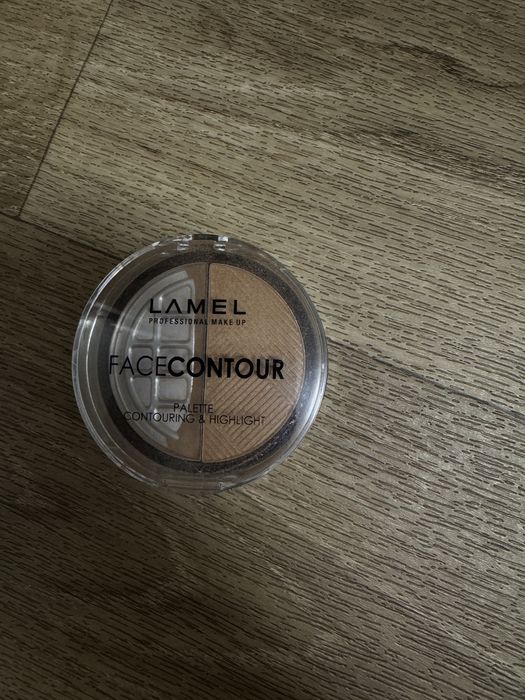 LAMEL
PROFESSIONAL MAKE UP
FACECONTOUR
PALETTE
CONTOURING & HIGHLIGHT